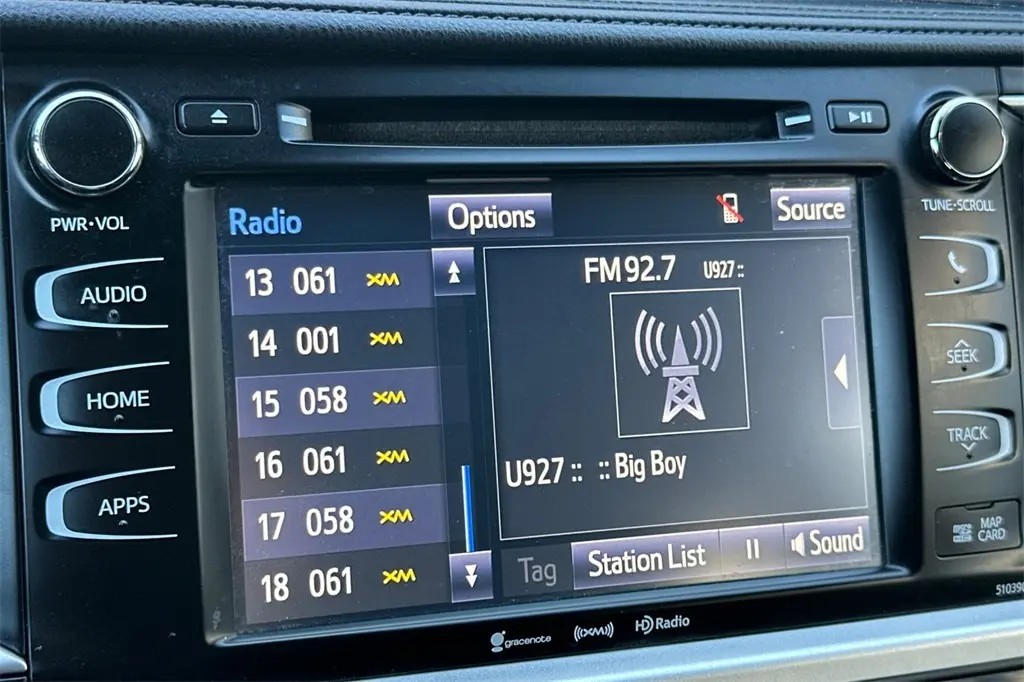 PWR•VOL
AUDIO
HOME
APPS
Radio
Options
Source
13 061 XM
14 001 XM
15 058 XM
16 061 XM
17 058 XM
18 061 XM
FM 92.7 U927 ::
U927 :: :: Big Boy
Tag
Station List
Sound
TUNE•SCROLL
SEEK
TRACK
MAP
CARD
gracenote
((XM))
HD Radio